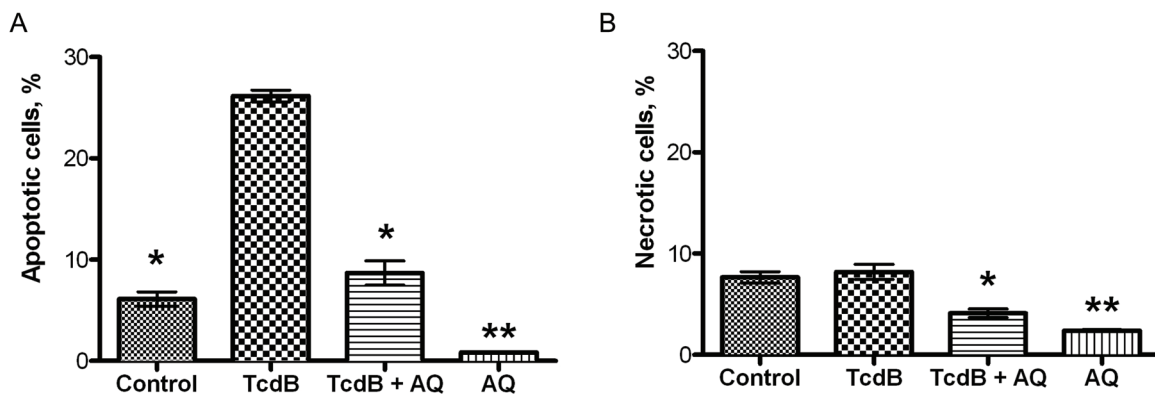 A
Apoptotic cells, %
30
20
10
0
*
*
**
Control TcdB TcdB + AQ AQ
B
Necrotic cells, %
30
20
10
0
*
**
Control TcdB TcdB + AQ AQ